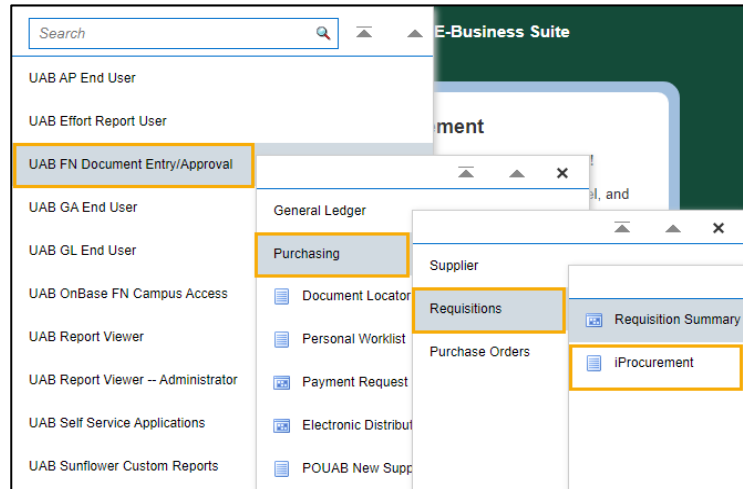 Search
E-Business Suite
UAB AP End User
UAB Effort Report User
UAB FN Document Entry/Approval
UAB GA End User
UAB GL End User
UAB OnBase FN Campus Access
UAB Report Viewer
UAB Report Viewer -- Administrator
UAB Self Service Applications
UAB Sunflower Custom Reports
ement
!
el, and
General Ledger
Purchasing
Document Locator
Personal Worklist
Payment Request
Electronic Distribut
POUAB New Supp
Supplier
Requisitions
Purchase Orders
Requisition Summary
iProcurement